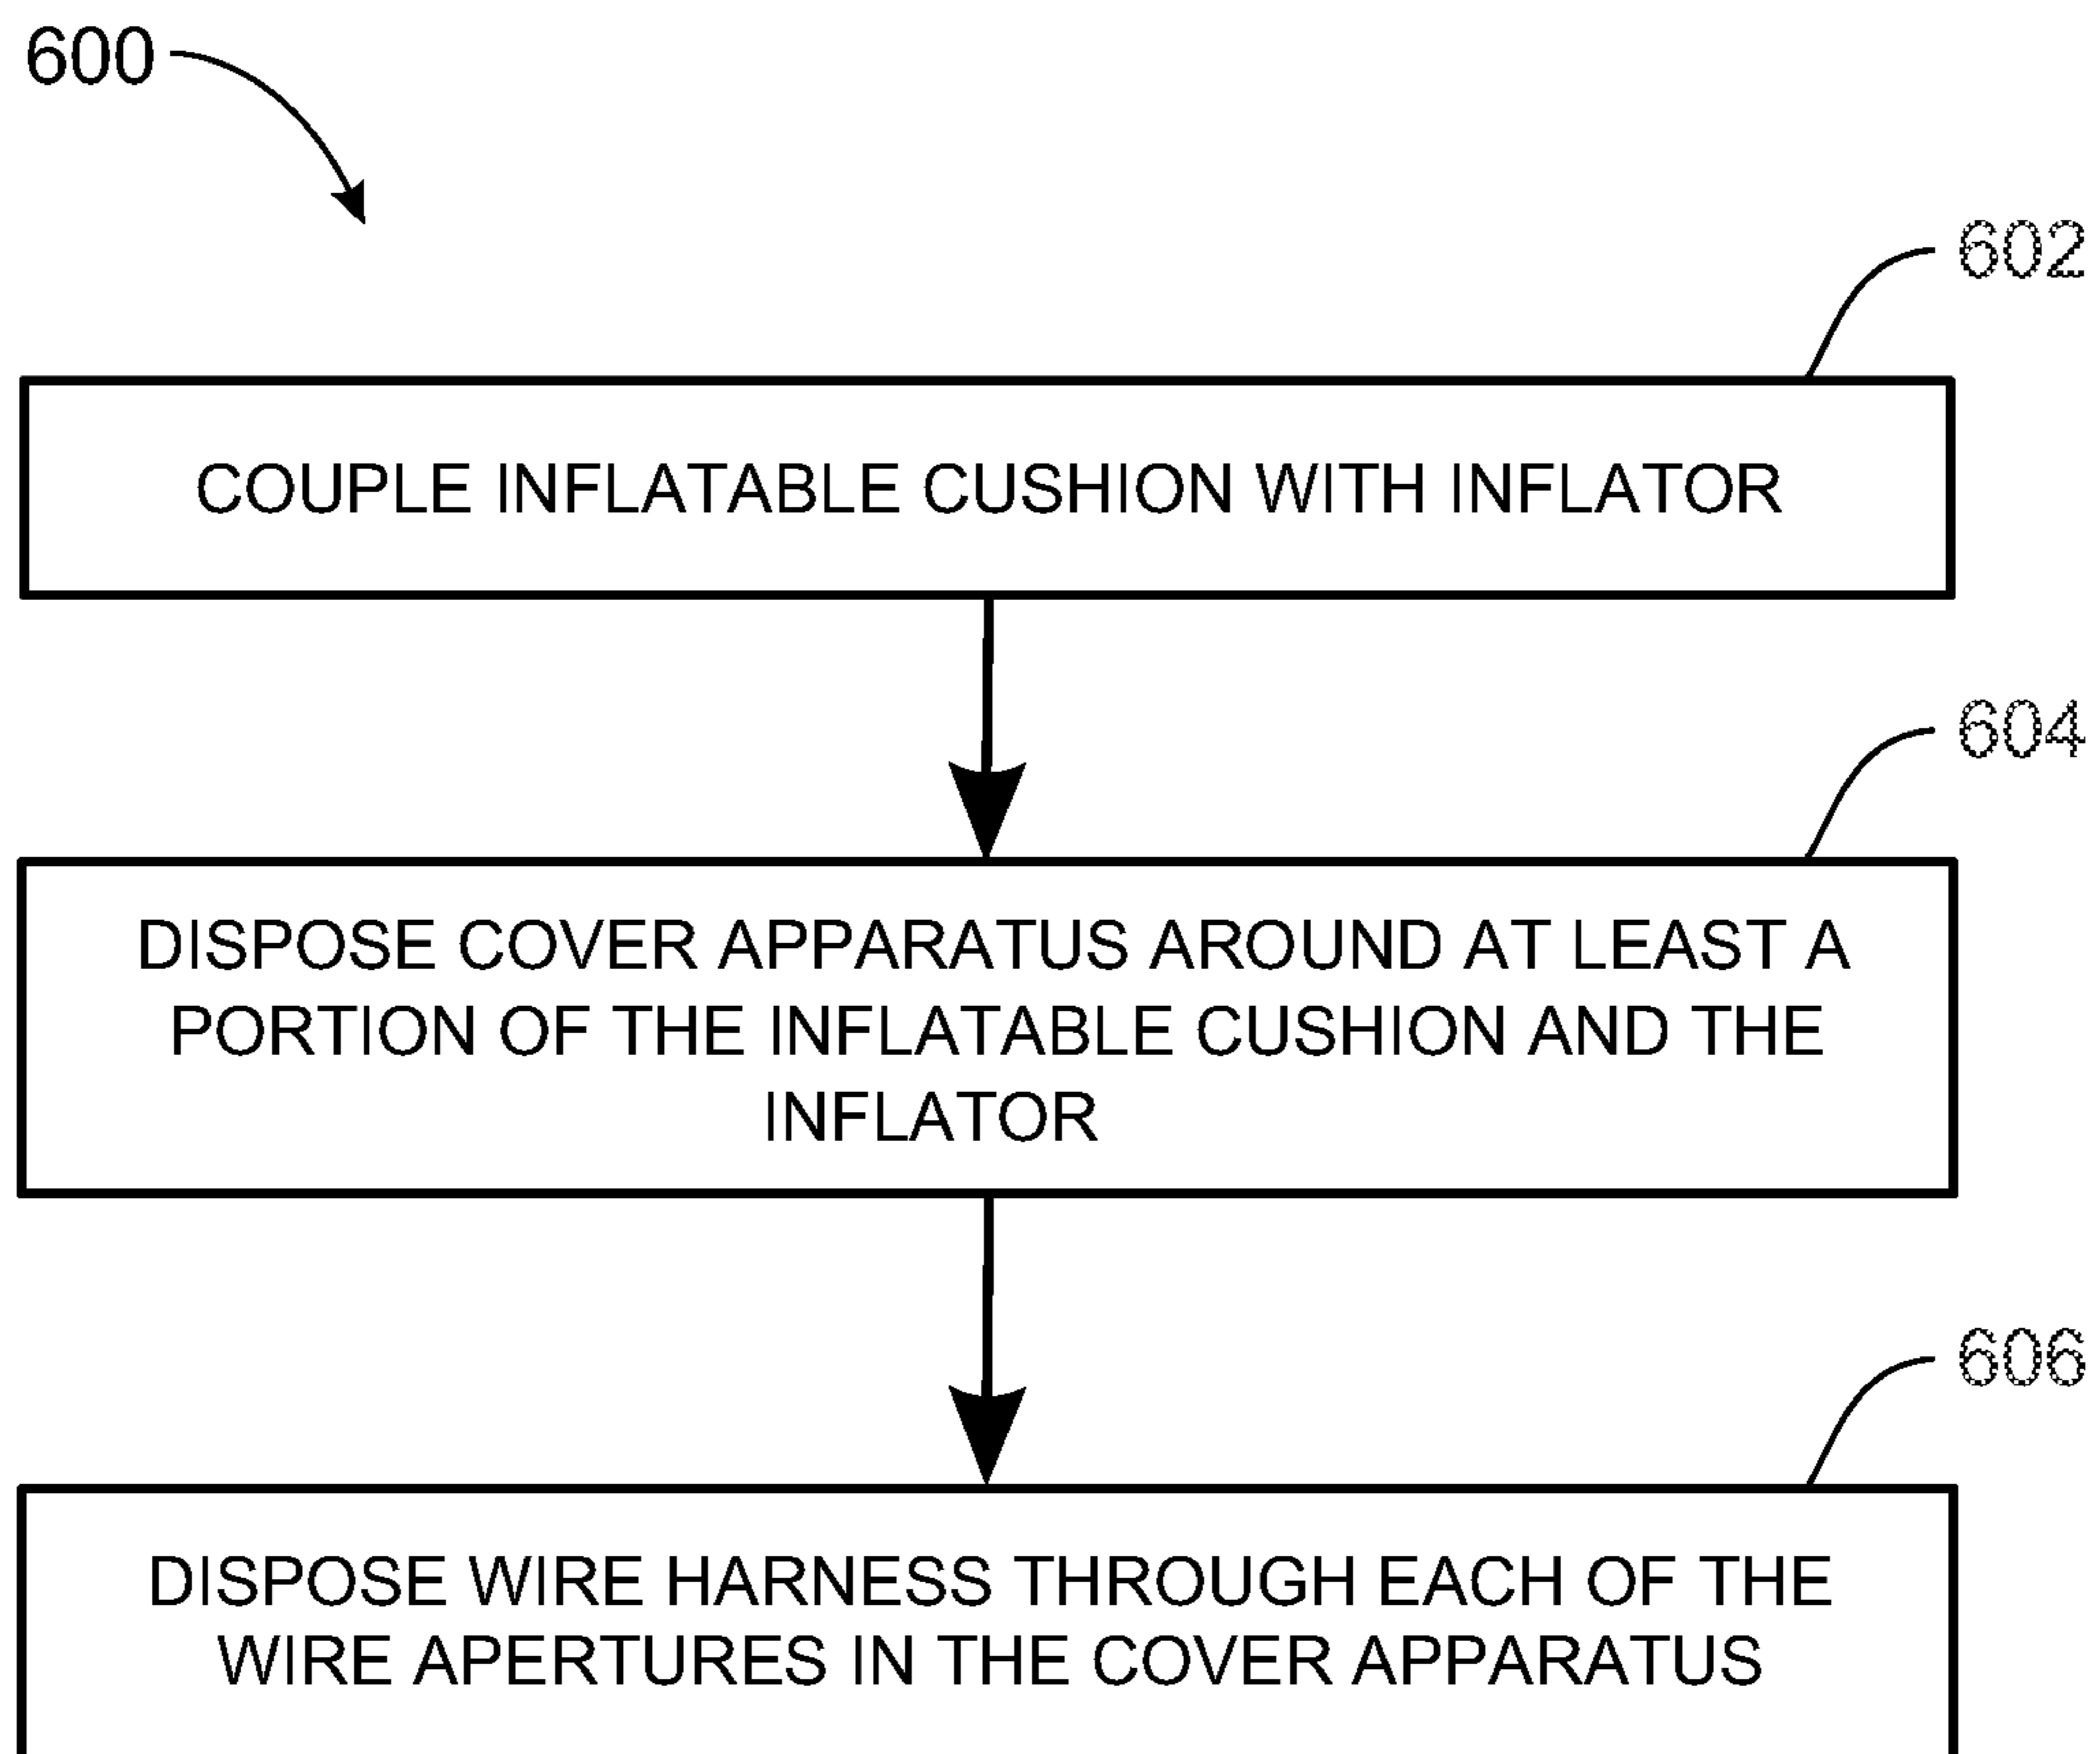 600
602
COUPLE INFLATABLE CUSHION WITH INFLATOR
604
DISPOSE COVER APPARATUS AROUND AT LEAST A
PORTION OF THE INFLATABLE CUSHION AND THE
INFLATOR
606
DISPOSE WIRE HARNESS THROUGH EACH OF THE
WIRE APERTURES IN THE COVER APPARATUS